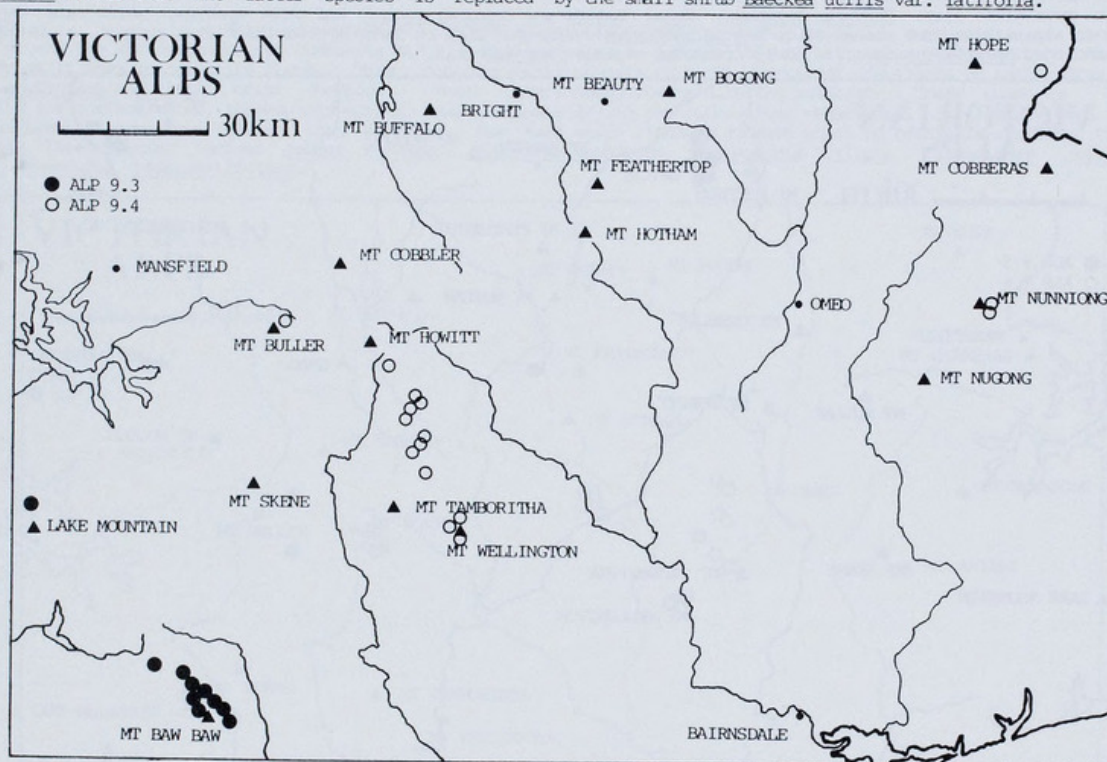 latter species is replaced by the small shrub Baeckea utilis var. latifolia.
VICTORIAN
ALPS
30km
ALP 9.3
ALP 9.4
MT HOPE
MT BEAUTY
MT BOGONG
BRIGHT
MT BUFFALO
MT FEATHERTOP
MT COBBERAS
MT HOTHAM
MT COBBLER
MANSFIELD
OMEO
MT NUNNIONG
MT BULLER
MT HOWITT
MT NUGONG
MT SKENE
MT TAMBORITHA
LAKE MOUNTAIN
MT WELLINGTON
MT BAW BAW
BAIRNSDALE